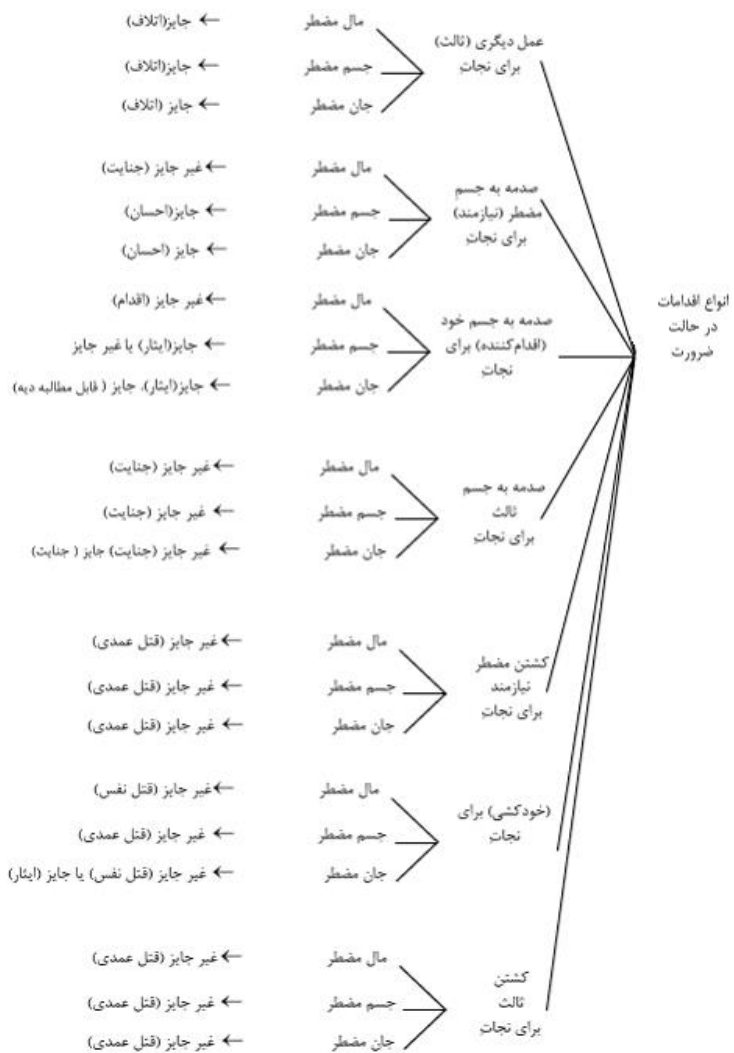 انواع اقدامات
در حالت
ضرورت
عمل دیگری (ثالث)
برای نجاتِ
مال مضطر ← جایز(اتلاف)
جسم مضطر ← جایز(اتلاف)
جان مضطر ← جایز (اتلاف)
صدمه به جسم
مضطر (نیازمند)
برای نجاتِ
مال مضطر ← غیر جایز (جنایت)
جسم مضطر ← جایز(احسان)
جان مضطر ← جایز (احسان)
صدمه به جسم خود
(اقدام‌کننده) برای
نجاتِ
مال مضطر ← غیر جایز (اقدام)
جسم مضطر ← جایز(ایثار) یا غیر جایز
جان مضطر ← جایز(ایثار)، جایز ( قابل مطالبه دیه)
صدمه به جسم
ثالث
برای نجاتِ
مال مضطر ← غیر جایز (جنایت)
جسم مضطر ← غیر جایز (جنایت)
جان مضطر ← غیر جایز (جنایت) جایز ( جنایت)
کشتن مضطر
نیازمند
برای نجاتِ
مال مضطر ← غیر جایز (قتل عمدی)
جسم مضطر ← غیر جایز (قتل عمدی)
جان مضطر ← غیر جایز (قتل عمدی)
(خودکشی) برای
نجاتِ
مال مضطر ← غیر جایز (قتل نفس)
جسم مضطر ← غیر جایز (قتل عمدی)
جان مضطر ← غیر جایز (قتل نفس) یا جایز (ایثار)
کشتن
ثالث
برای نجاتِ
مال مضطر ← غیر جایز (قتل عمدی)
جسم مضطر ← غیر جایز (قتل عمدی)
جان مضطر ← غیر جایز (قتل عمدی)